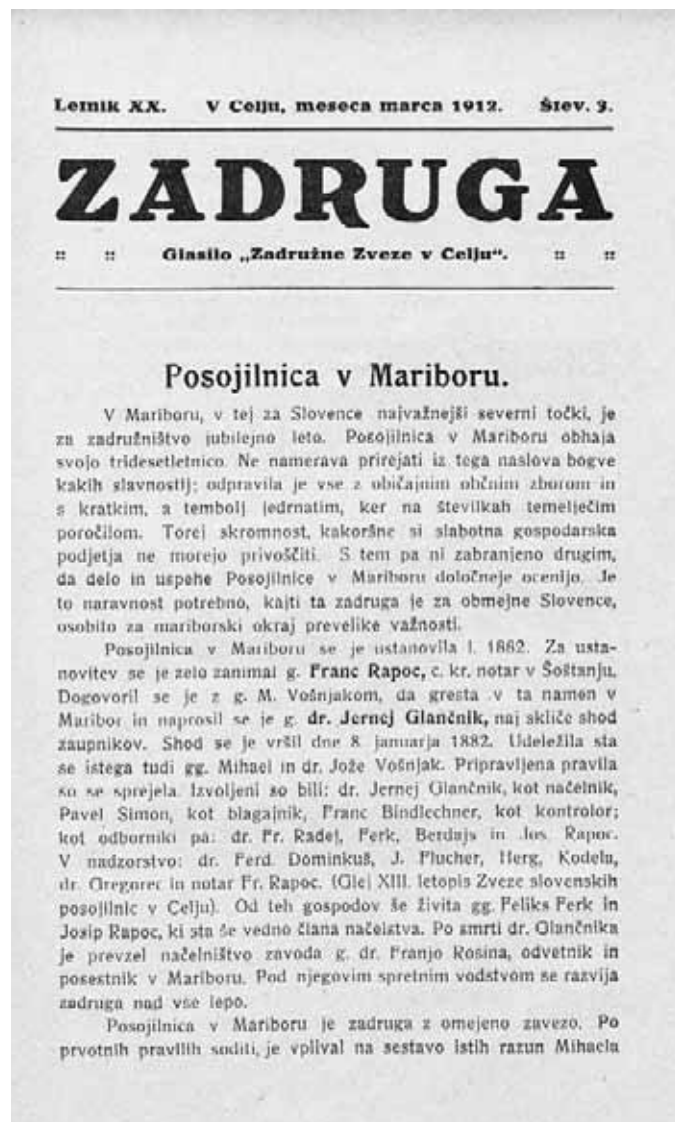 Letnik XX. V Celju, meseca marca 1912. Štev. 3.
ZADRUGA
:: :: Glasilo „Zadružne Zveze v Celju“. :: ::
Posojilnica v Mariboru.
V Mariboru, v tej za Slovence najvažnejši severni točki, je
za zadružništvo jubilejno leto. Posojilnica v Mariboru obhaja
svojo tridesetletnico. Ne namerava prirejati iz tega naslova bogve
kakih slavnostij; odpravila je vse z običajnim občnim zborom in
s kratkim, a tembolj jedrnatim, ker na številkah temelječim
poročilom. Torej skromnost, kakoršne si slabotna gospodarska
podjetja ne morejo privoščiti. S tem pa ni zabranjeno drugim,
da delo in uspehe Posojilnice v Mariboru določneje ocenijo. Je
to naravnost potrebno, kajti ta zadruga je za obmejne Slovence,
osobito za mariborski okraj prevelike važnosti.
Posojilnica v Mariboru se je ustanovila l. 1882. Za usta-
novitev se je zelo zanimal g. Franc Rapoc, c. kr. notar v Šoštanju.
Dogovoril se je z g. M. Vošnjakom, da gresta v ta namen v
Maribor in naprosil se je g. dr. Jernej Glančnik, naj skliče shod
zaupnikov. Shod se je vršil dne 8. januarja 1882. Udeležila sta
se istega tudi gg. Mihael in dr. Jože Vošnjak. Pripravljena pravila
so se sprejela. Izvoljeni so bili: dr. Jernej Glančnik, kot načelnik,
Pavel Simon, kot blagajnik, Franc Bindlechner, kot kontrolor;
kot odborniki pa: dr. Fr. Radej, Ferk, Berdajs in Jos. Rapoc.
V nadzorstvo: dr. Ferd. Dominkuš, J. Flucher, Herg, Kodela,
dr. Gregorec in notar Fr. Rapoc. (Glej XIII. letopis Zveze slovenskih
posojilnic v Celju). Od teh gospodov še živita gg. Feliks Ferk in
Josip Rapoc, ki sta še vedno člana načelstva. Po smrti dr. Glančnika
je prevzel načelništvo zavoda g. dr. Franjo Rosina, odvetnik in
posestnik v Mariboru. Pod njegovim spretnim vodstvom se razvija
zadruga nad vse lepo.
Posojilnica v Mariboru je zadruga z omejeno zavezo. Po
prvotnih pravilih soditi, je vplival na sestavo istih razun Mihaela